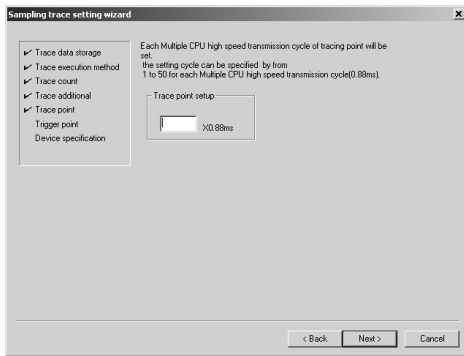 Sampling trace setting wizard
Trace data storage
Trace execution method
Trace count
Trace additional
Trace point
Trigger point
Device specification
Each Multiple CPU high speed transmission cycle of tracing point will be
set.
the setting cycle can be specified by from
1 to 50 for each Multiple CPU high speed transmission cycle(0.88ms).
Trace point setup
X0.88ms
< Back
Next >
Cancel